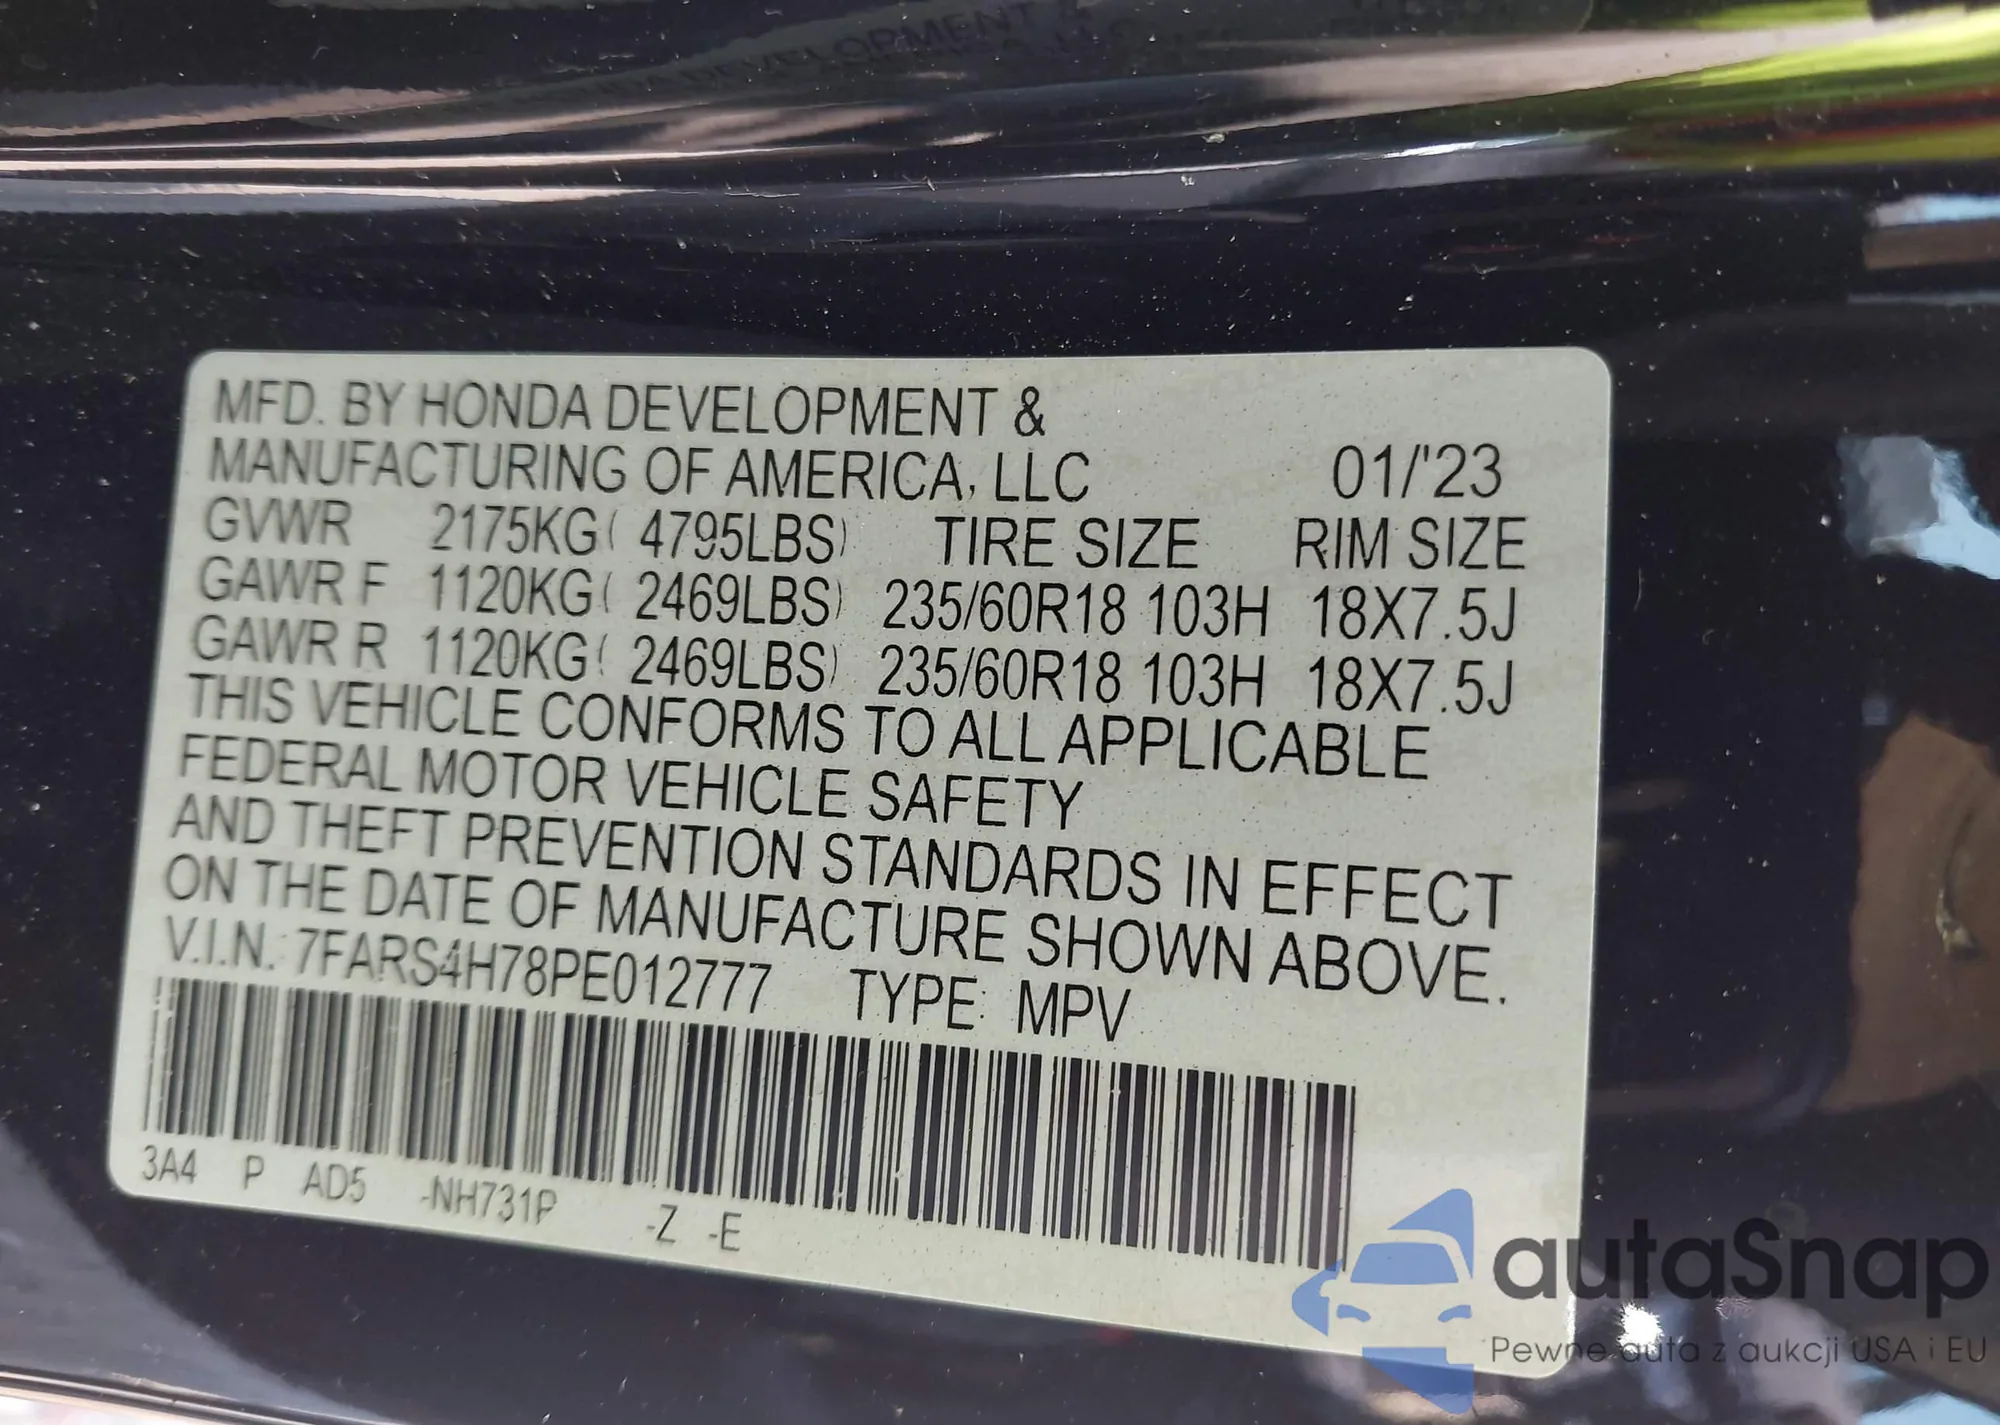 MFD. BY HONDA DEVELOPMENT &
MANUFACTURING OF AMERICA, LLC 01/'23
GVWR 2175KG( 4795LBS) TIRE SIZE RIM SIZE
GAWR F 1120KG( 2469LBS) 235/60R18 103H 18X7.5J
GAWR R 1120KG( 2469LBS) 235/60R18 103H 18X7.5J
THIS VEHICLE CONFORMS TO ALL APPLICABLE
FEDERAL MOTOR VEHICLE SAFETY
AND THEFT PREVENTION STANDARDS IN EFFECT
ON THE DATE OF MANUFACTURE SHOWN ABOVE.
V.I.N.: 7FARS4H78PE012777 TYPE: MPV
3A4 P AD5 -NH731P -Z -E
autaSnap
Pewne auta z aukcji USA i EU